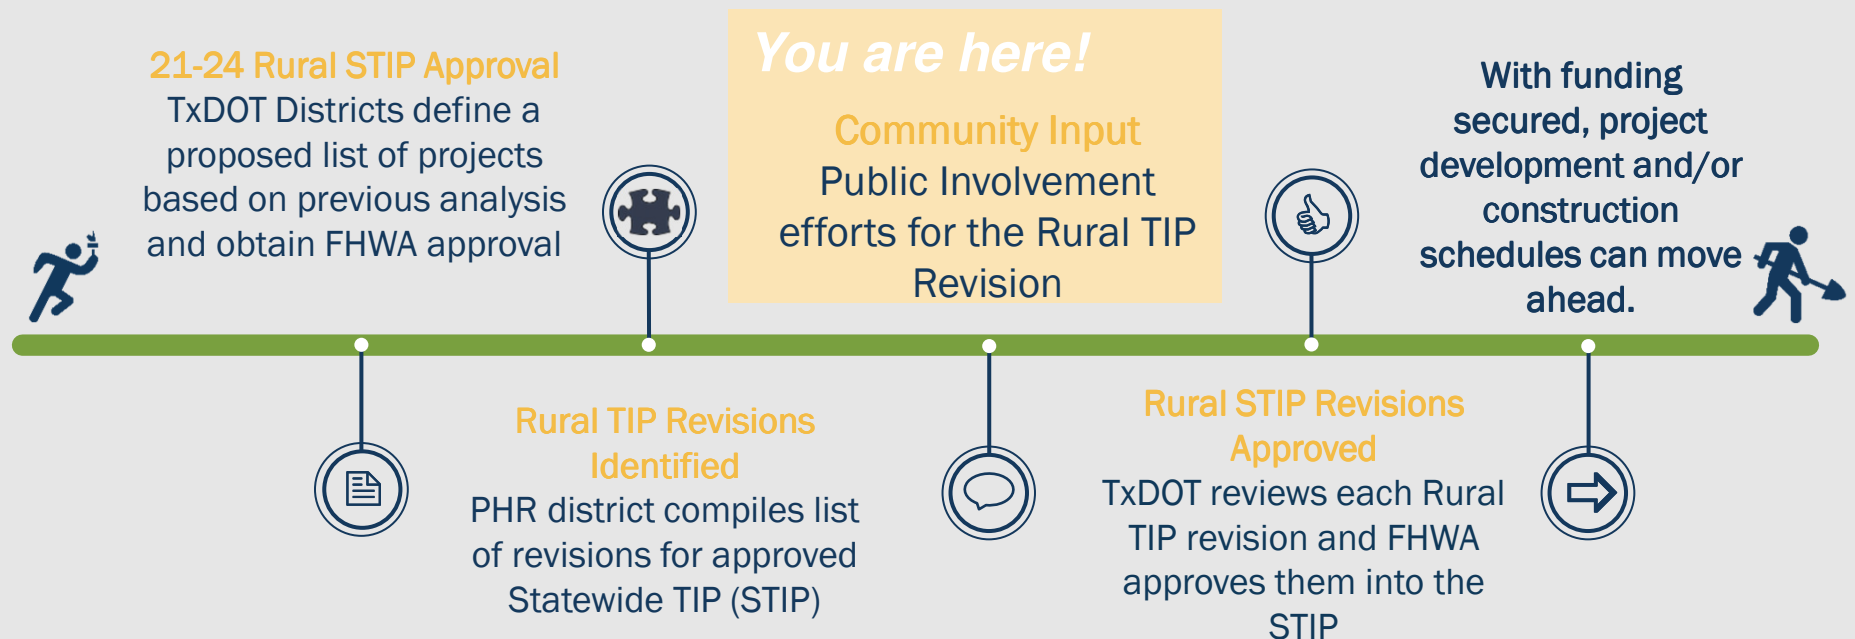 21-24 Rural STIP Approval
TxDOT Districts define a
proposed list of projects
based on previous analysis
and obtain FHWA approval
Rural TIP Revisions
Identified
PHR district compiles list
of revisions for approved
Statewide TIP (STIP)
You are here!
Community Input
Public Involvement
efforts for the Rural TIP
Revision
Rural STIP Revisions
Approved
TxDOT reviews each Rural
TIP revision and FHWA
approves them into the
STIP
With funding
secured, project
development and/or
construction
schedules can move
ahead.